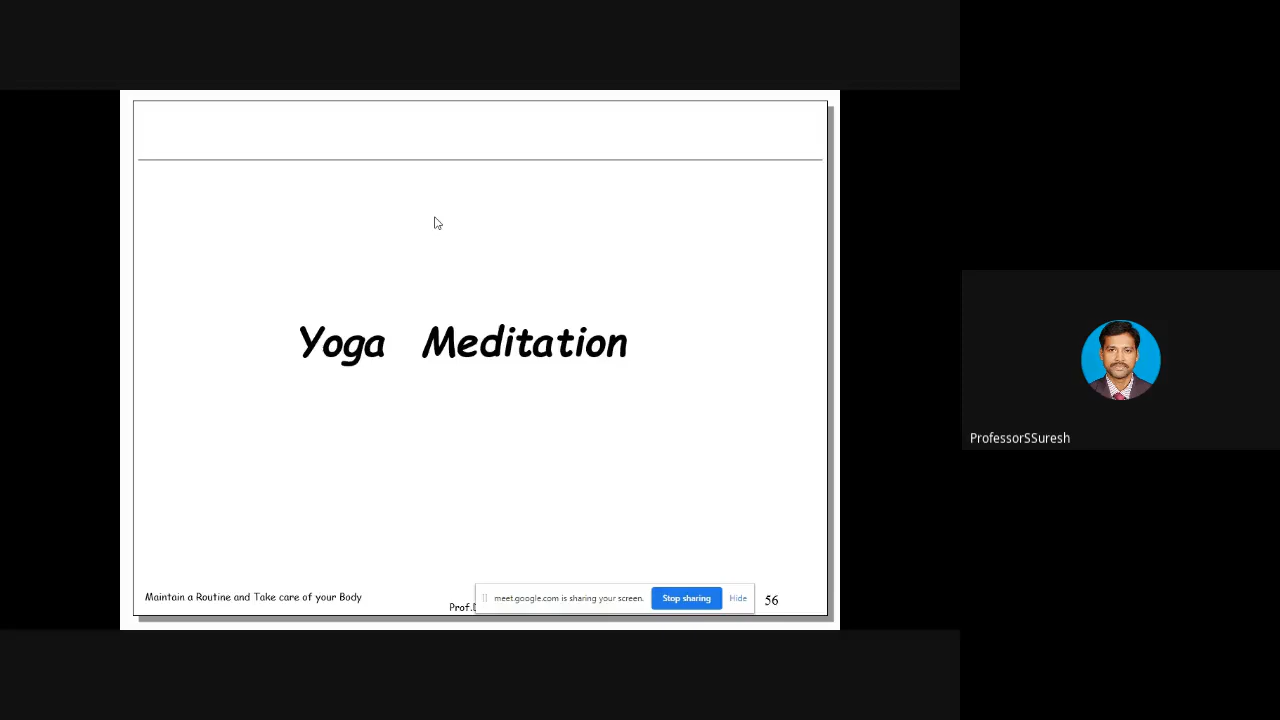 Yoga Meditation
Maintain a Routine and Take care of your Body
Prof.D
meet.google.com is sharing your screen.
Stop sharing
Hide
56
ProfessorSSuresh